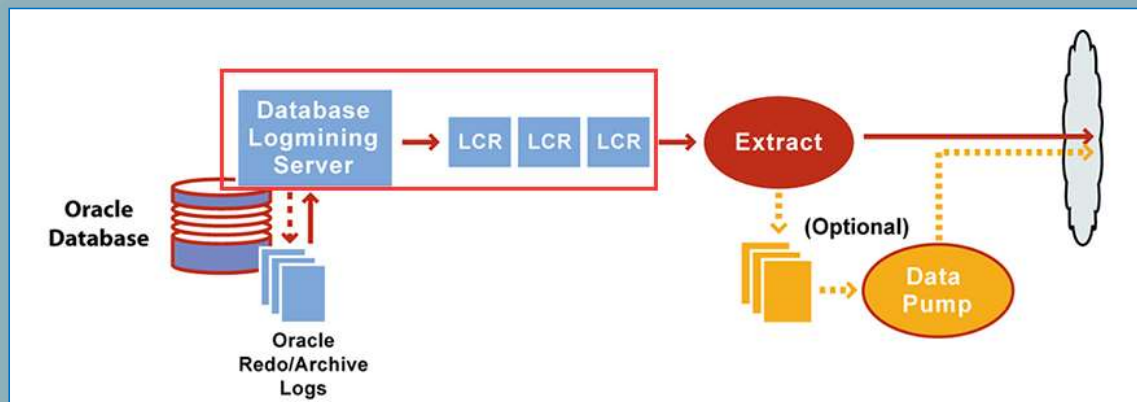 Database
Logmining
Server
LCR
LCR
LCR
Extract
Oracle
Database
(Optional)
Data
Pump
Oracle
Redo/Archive
Logs